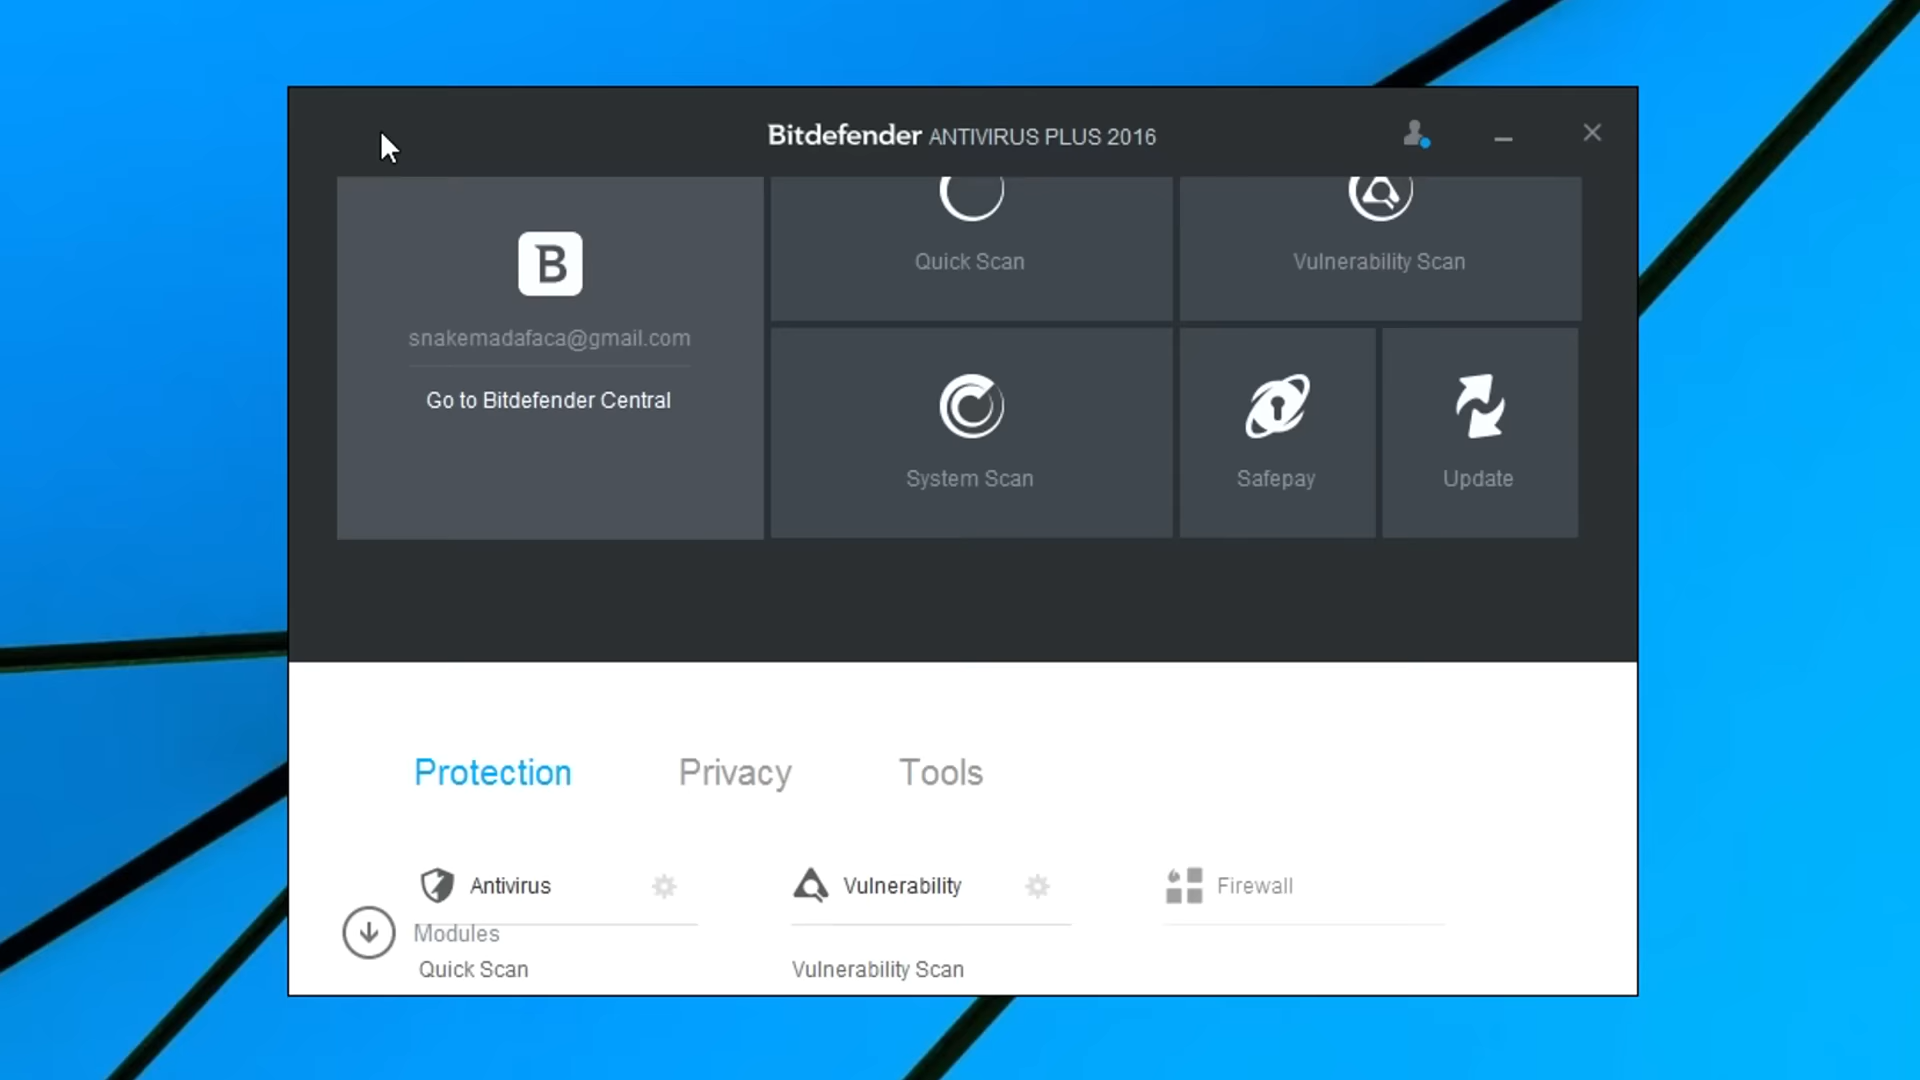 Bitdefender ANTIVIRUS PLUS 2016
B
snakemadafaca@gmail.com
Go to Bitdefender Central
Quick Scan
Vulnerability Scan
System Scan
Safepay
Update
Protection
Privacy
Tools
Antivirus
Vulnerability
Firewall
Modules
Quick Scan
Vulnerability Scan